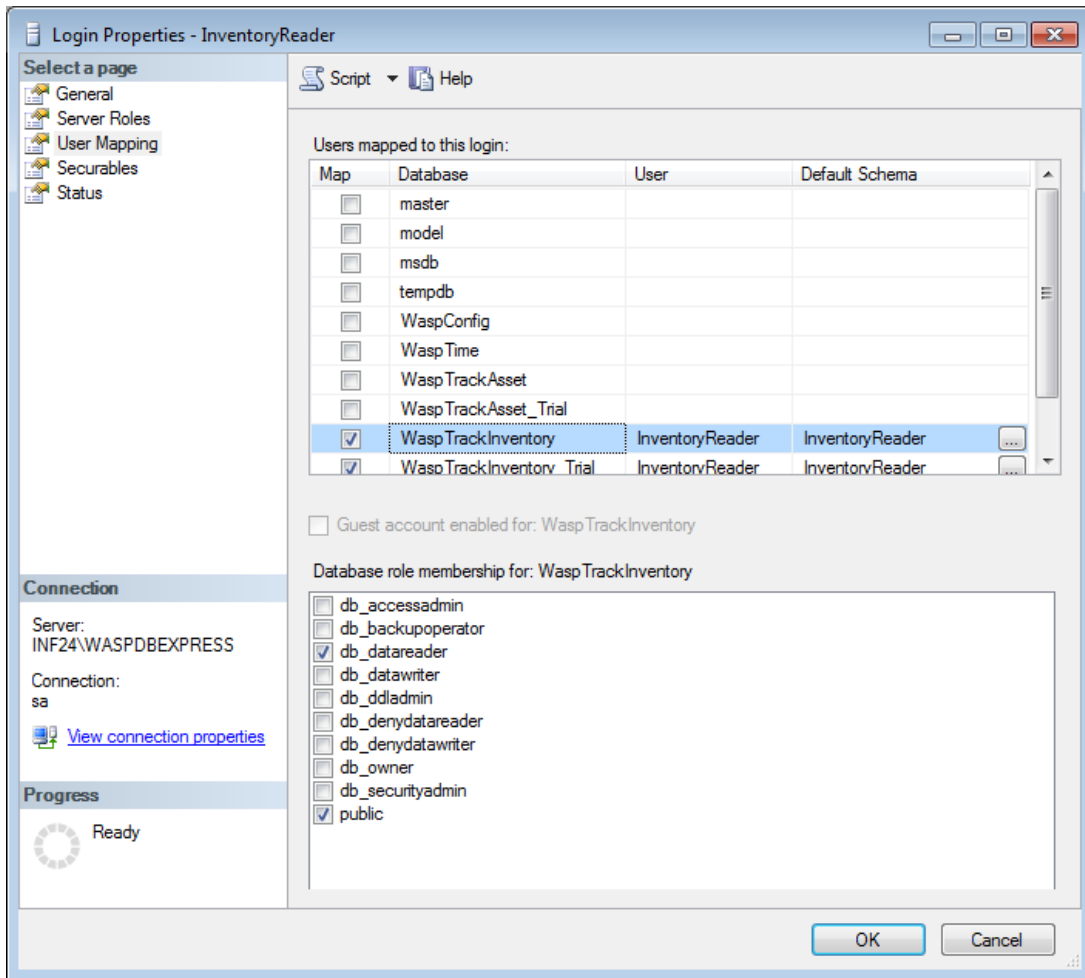 Login Properties - InventoryReader
Select a page
General
Server Roles
User Mapping
Securables
Status
Script Help
Users mapped to this login:
Map Database User Default Schema
master
model
msdb
tempdb
WaspConfig
WaspTime
WaspTrackAsset
WaspTrackAsset_Trial
WaspTrackInventory InventoryReader InventoryReader ...
WaspTrackInventory_Trial InventoryReader InventoryReader ...
Guest account enabled for: WaspTrackInventory
Database role membership for: WaspTrackInventory
db_accessadmin
db_backupoperator
db_datareader
db_datawriter
db_ddladmin
db_denydatareader
db_denydatawriter
db_owner
db_securityadmin
public
Connection
Server:
INF24\WASPDBEXPRESS
Connection:
sa
View connection properties
Progress
Ready
OK Cancel